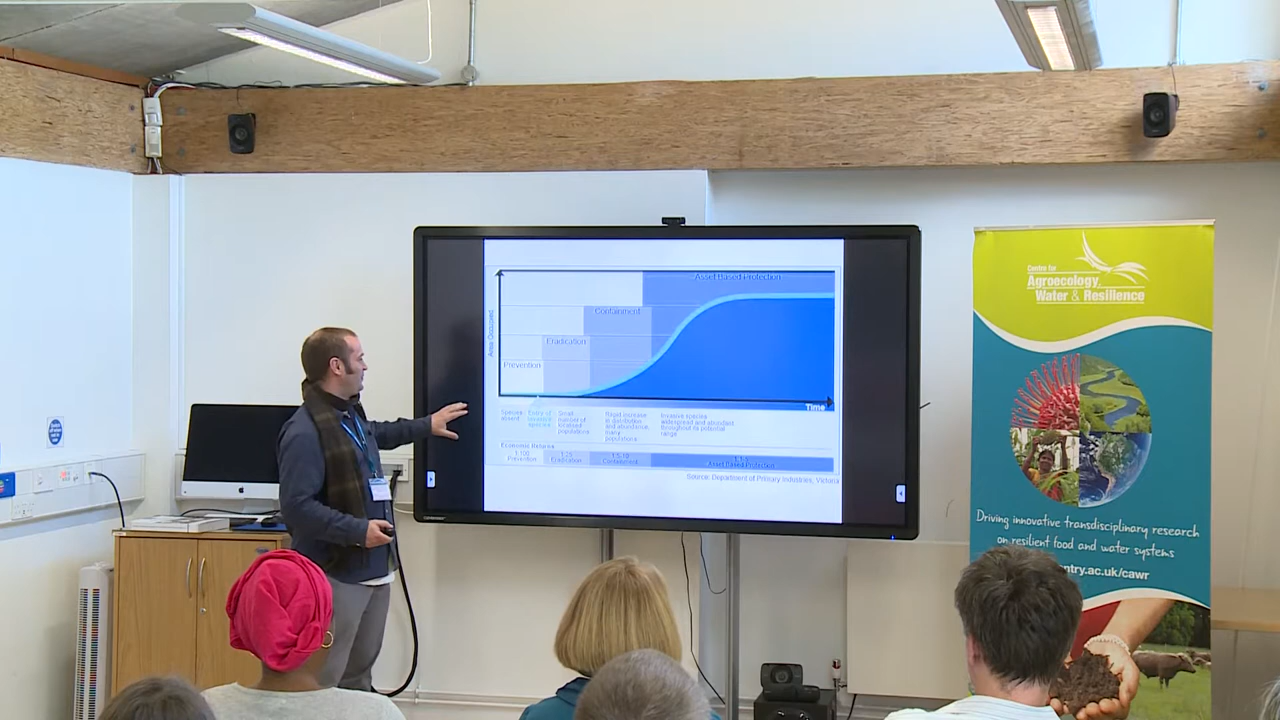 Asset Based Protection
Containment
Eradication
Prevention
Area Occupied
Time
Species absent
Entry of invasive species
Small number of localised populations
Rapid increase in distribution and abundance, many populations
Invasive species widespread and abundant throughout its potential range
Economic Returns
1:100
Prevention
1:25
Eradication
1:5-10
Containment
1:1-5
Asset Based Protection
Source: Department of Primary Industries, Victoria
Centre for
Agroecology,
Water & Resilience
Driving innovative transdisciplinary research
on resilient food and water systems
ntry.ac.uk/cawr